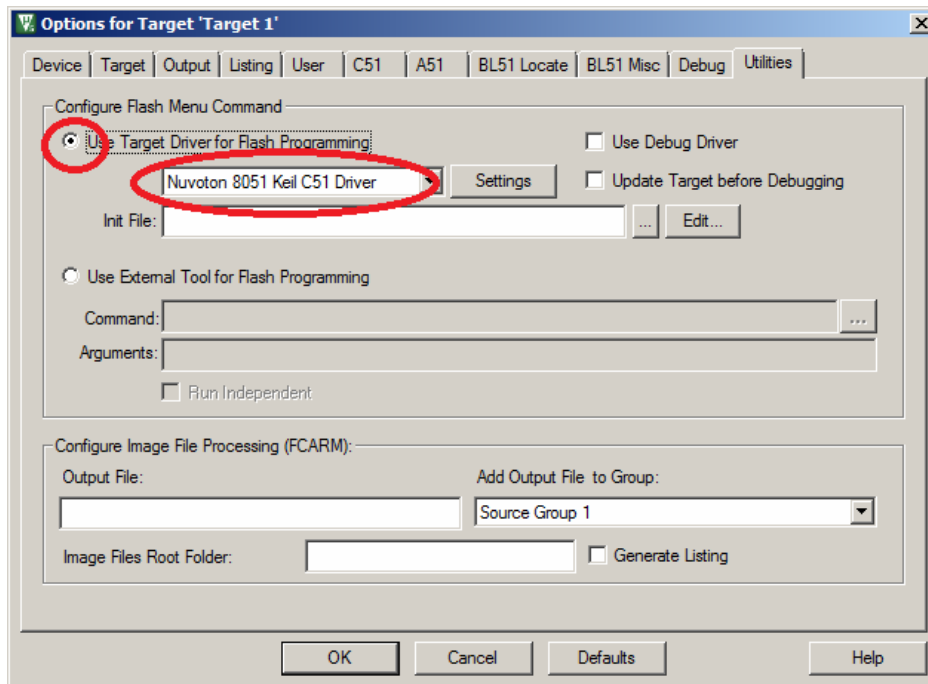 Options for Target 'Target 1'
Device Target Output Listing User C51 A51 BL51 Locate BL51 Misc Debug Utilities
Configure Flash Menu Command
Use Target Driver for Flash Programming Use Debug Driver
Nuvoton 8051 Keil C51 Driver Settings Update Target before Debugging
Init File: ... Edit...
Use External Tool for Flash Programming
Command: ...
Arguments:
Run Independent
Configure Image File Processing (FCARM):
Output File: Add Output File to Group:
Source Group 1
Image Files Root Folder: Generate Listing
OK Cancel Defaults Help